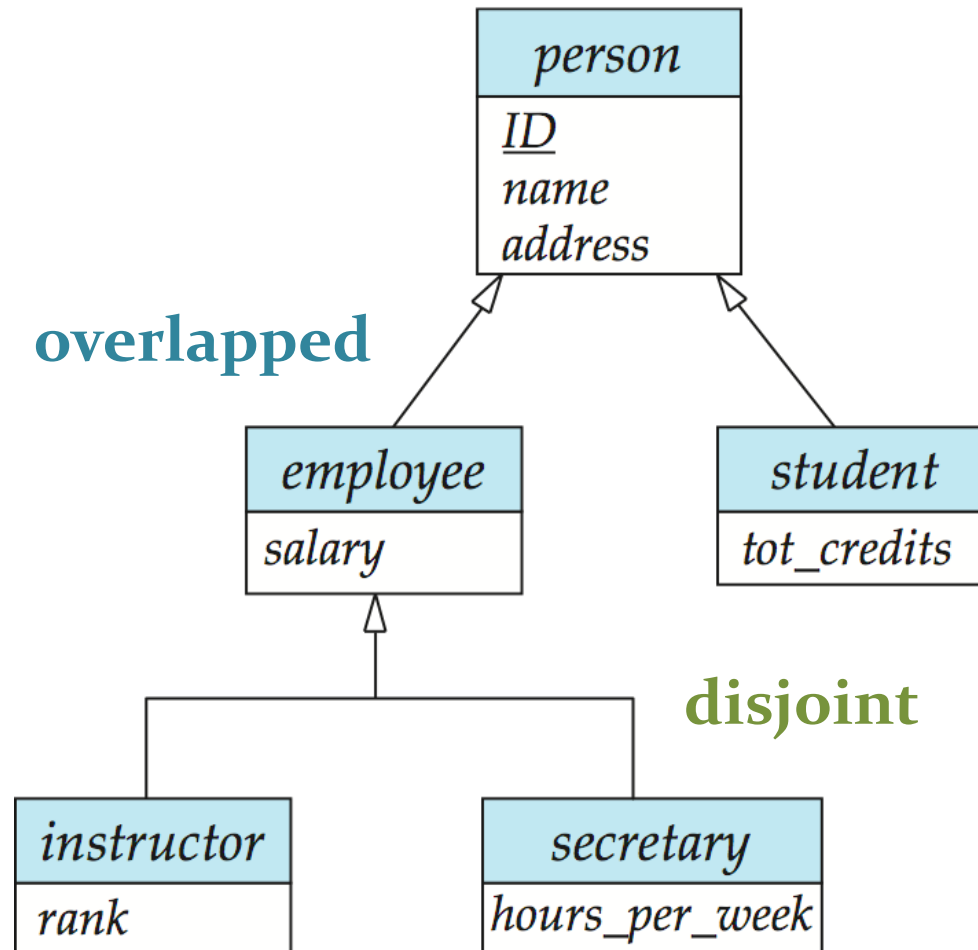 person
ID
name
address
overlapped
employee
student
salary
tot_credits
disjoint
instructor
secretary
rank
hours_per_week